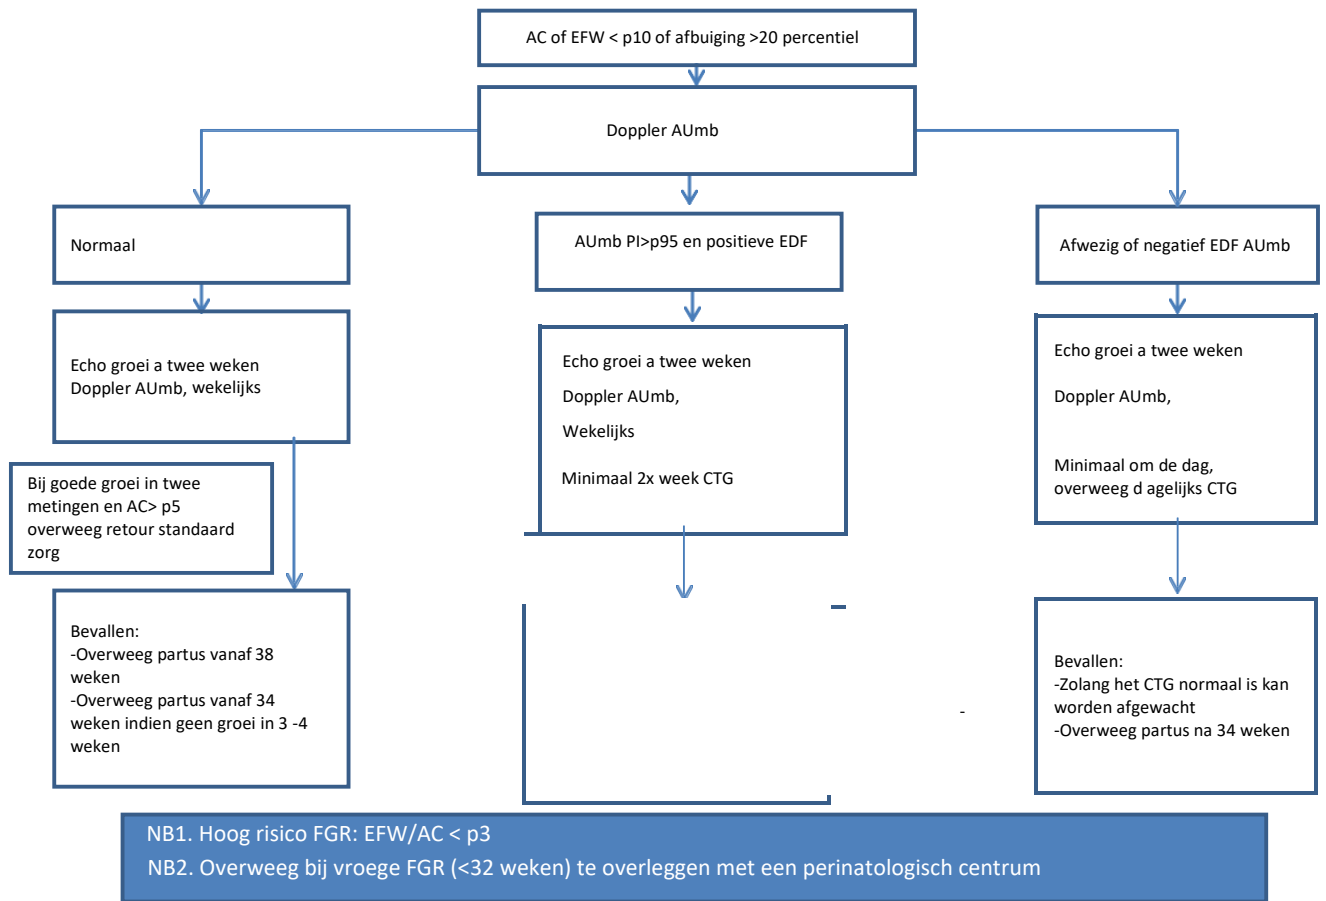 AC of EFW < p10 of afbuiging >20 percentiel
Doppler AUmb
Normaal
AUmb PI>p95 en positieve EDF
Afwezig of negatief EDF AUmb
Echo groei a twee weken
Doppler AUmb, wekelijks
Echo groei a twee weken
Doppler AUmb,
Wekelijks
Minimaal 2x week CTG
Echo groei a twee weken
Doppler AUmb,
Minimaal om de dag,
overweeg d agelijks CTG
Bij goede groei in twee
metingen en AC> p5
overweeg retour standaard
zorg
Bevallen:
-Overweeg partus vanaf 38
weken
-Overweeg partus vanaf 34
weken indien geen groei in 3 -4
weken
-
Bevallen:
-Zolang het CTG normaal is kan
worden afgewacht
-Overweeg partus na 34 weken
NB1. Hoog risico FGR: EFW/AC < p3
NB2. Overweeg bij vroege FGR (<32 weken) te overleggen met een perinatologisch centrum